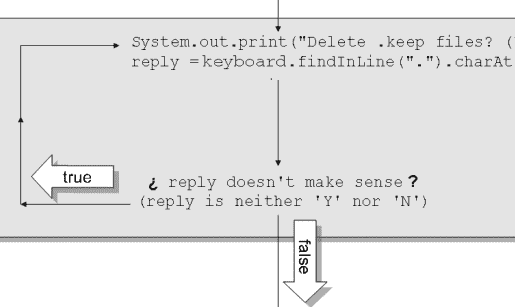 System.out.print("Delete .keep files? (
reply =keyboard.findInLine(".").charAt
true
¿ reply doesn't make sense ?
(reply is neither 'Y' nor 'N')
false